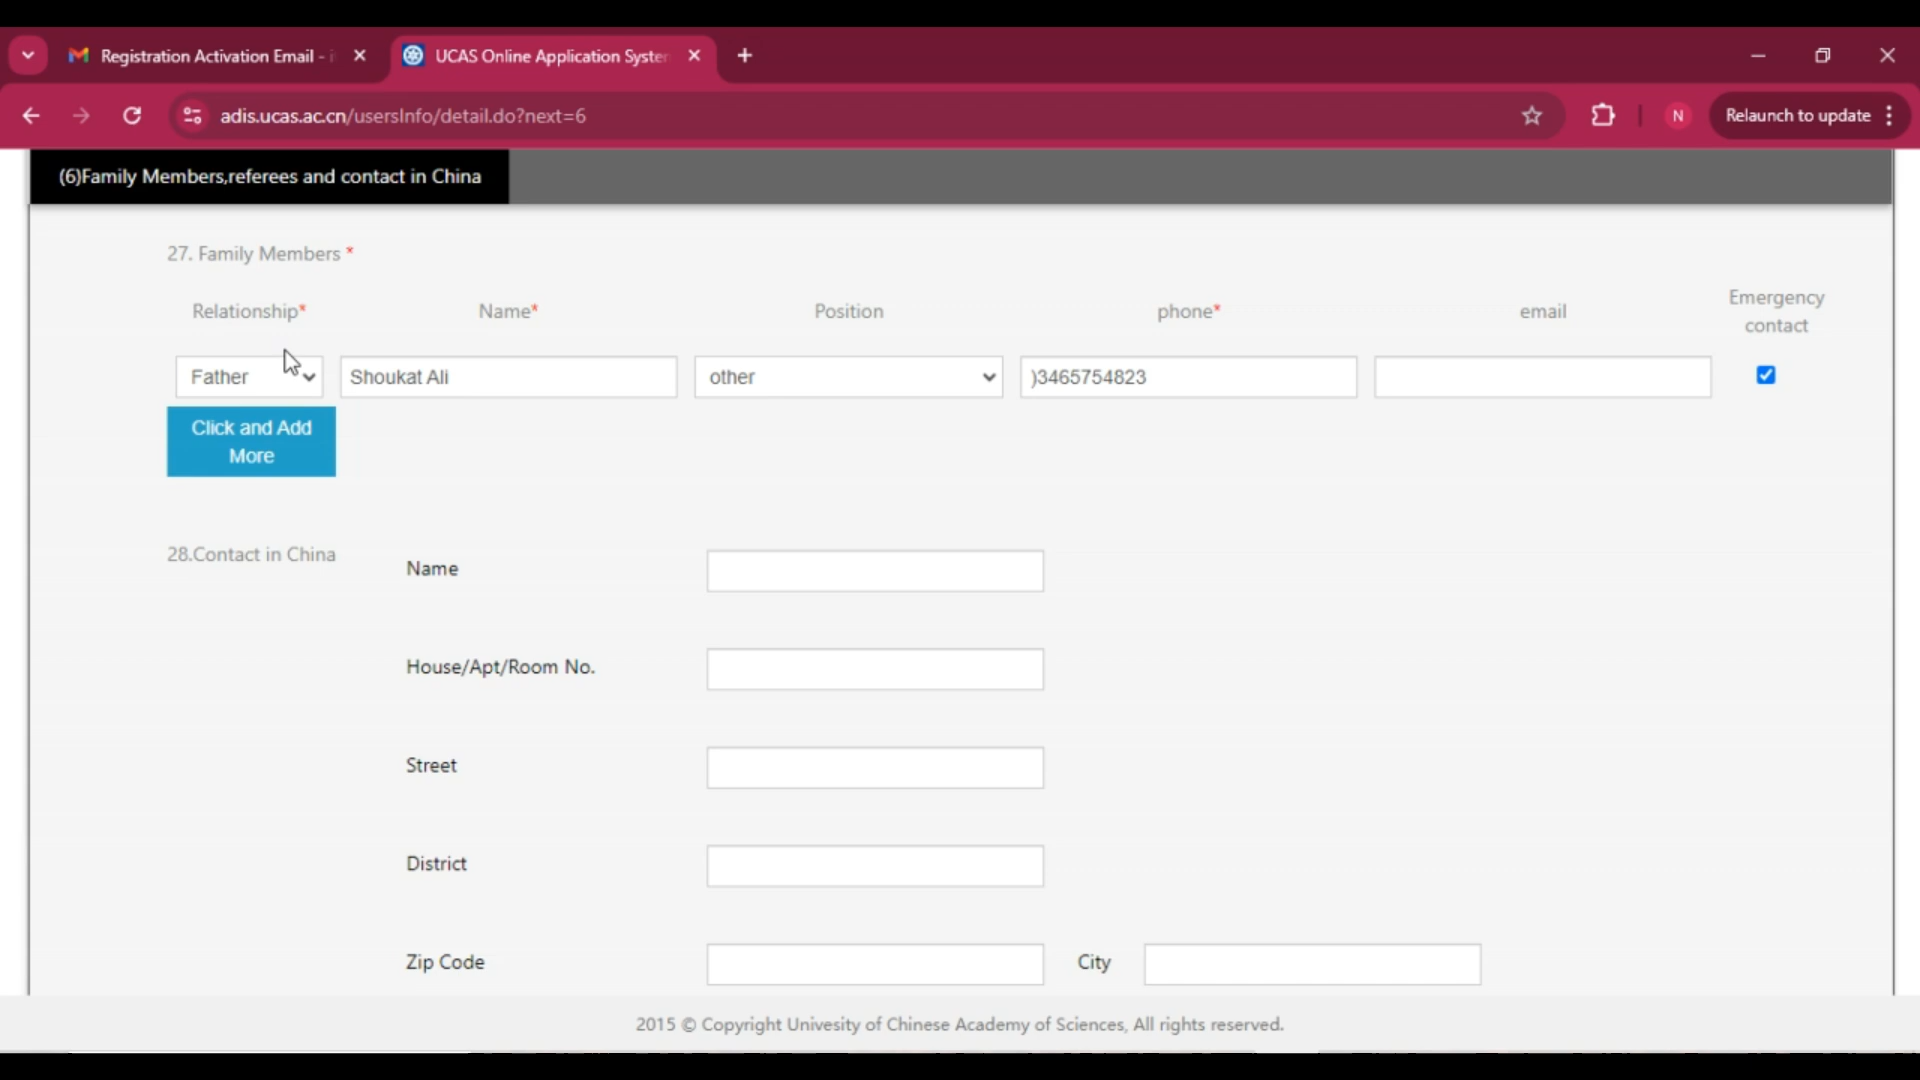 Registration Activation Email - i
UCAS Online Application System
adis.ucas.ac.cn/usersInfo/detail.do?next=6
N
Relaunch to update
(6)Family Members,referees and contact in China
27. Family Members *
Relationship* Name* Position phone* email Emergency contact
Father Shoukat Ali other )3465754823
Click and Add
More
28.Contact in China
Name
House/Apt/Room No.
Street
District
Zip Code City
2015 © Copyright Univesity of Chinese Academy of Sciences, All rights reserved.